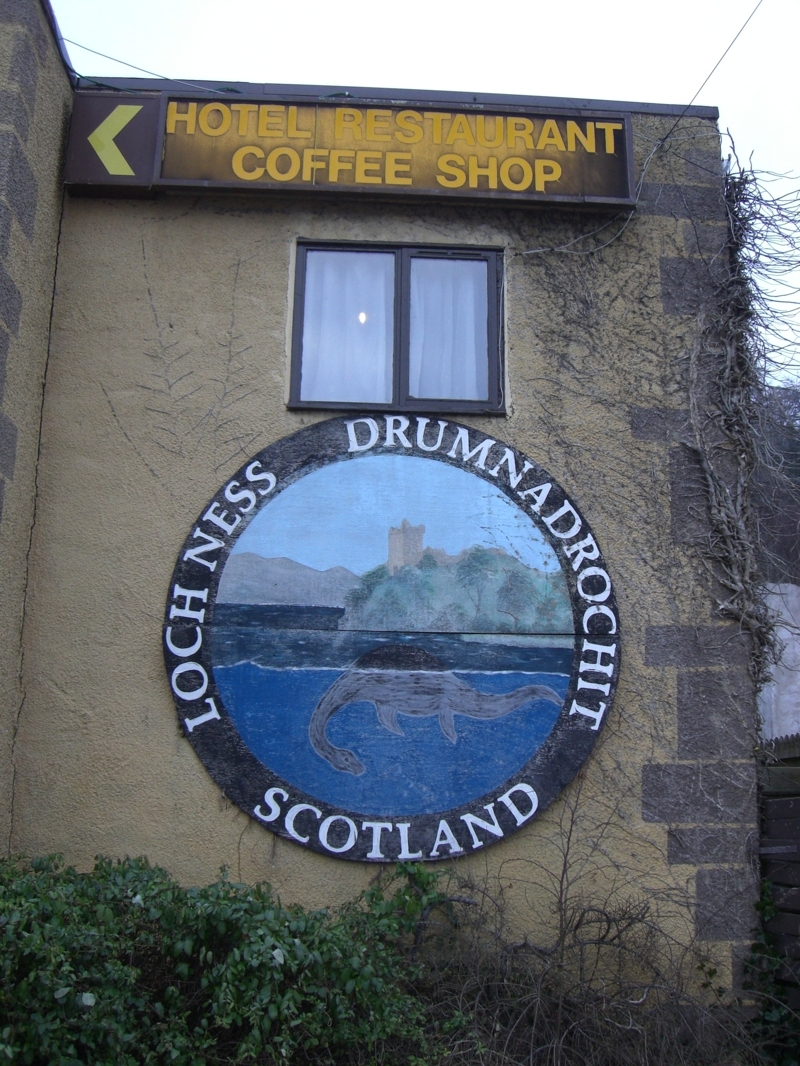 HOTEL RESTAURANT
COFFEE SHOP
LOCH NESS DRUMNADROCHIT
SCOTLAND